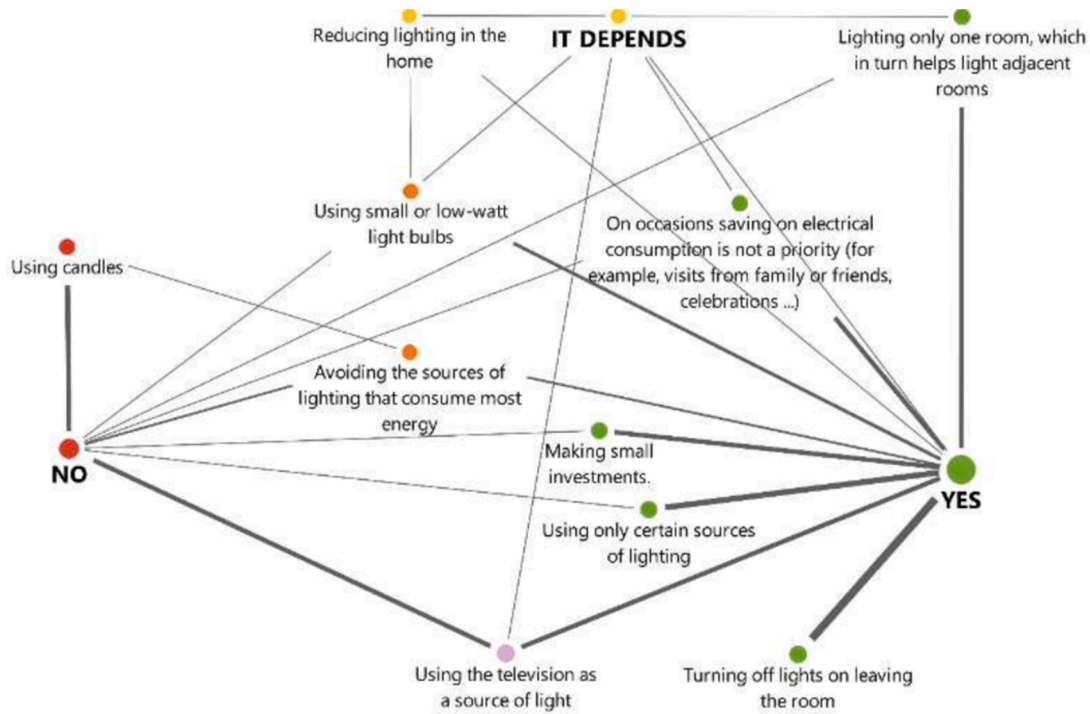 Reducing lighting in the
home
IT DEPENDS
Lighting only one room, which
in turn helps light adjacent
rooms
Using small or low-watt
light bulbs
On occasions saving on electrical
consumption is not a priority (for
example, visits from family or friends,
celebrations ...)
Using candles
Avoiding the sources of
lighting that consume most
energy
NO
Making small
investments.
YES
Using only certain sources
of lighting
Using the television as
a source of light
Turning off lights on leaving
the room